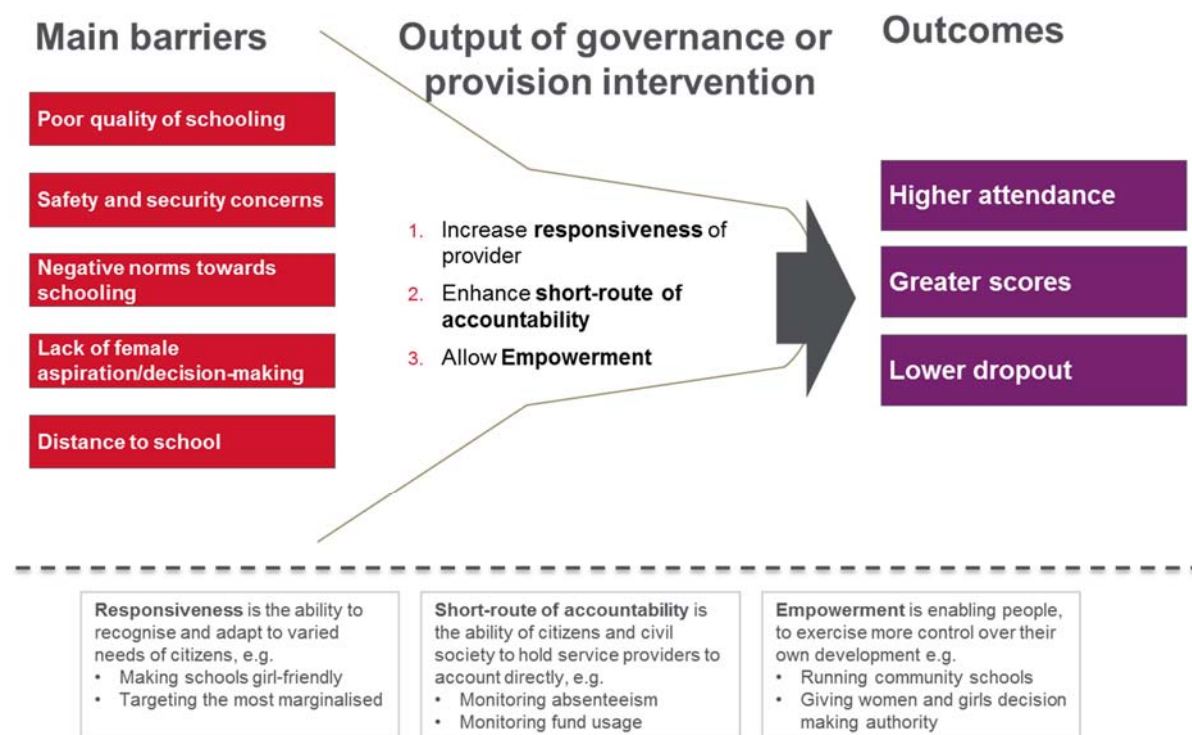 Main barriers
Output of governance or
provision intervention
Outcomes
Poor quality of schooling
Safety and security concerns
Negative norms towards
schooling
Lack of female
aspiration/decision-making
Distance to school
1. Increase responsiveness of
provider
2. Enhance short-route of
accountability
3. Allow Empowerment
Higher attendance
Greater scores
Lower dropout
Responsiveness is the ability to
recognise and adapt to varied
needs of citizens, e.g.
• Making schools girl-friendly
• Targeting the most marginalised
Short-route of accountability is
the ability of citizens and civil
society to hold service providers to
account directly, e.g.
• Monitoring absenteeism
• Monitoring fund usage
Empowerment is enabling people,
to exercise more control over their
own development e.g.
• Running community schools
• Giving women and girls decision
making authority